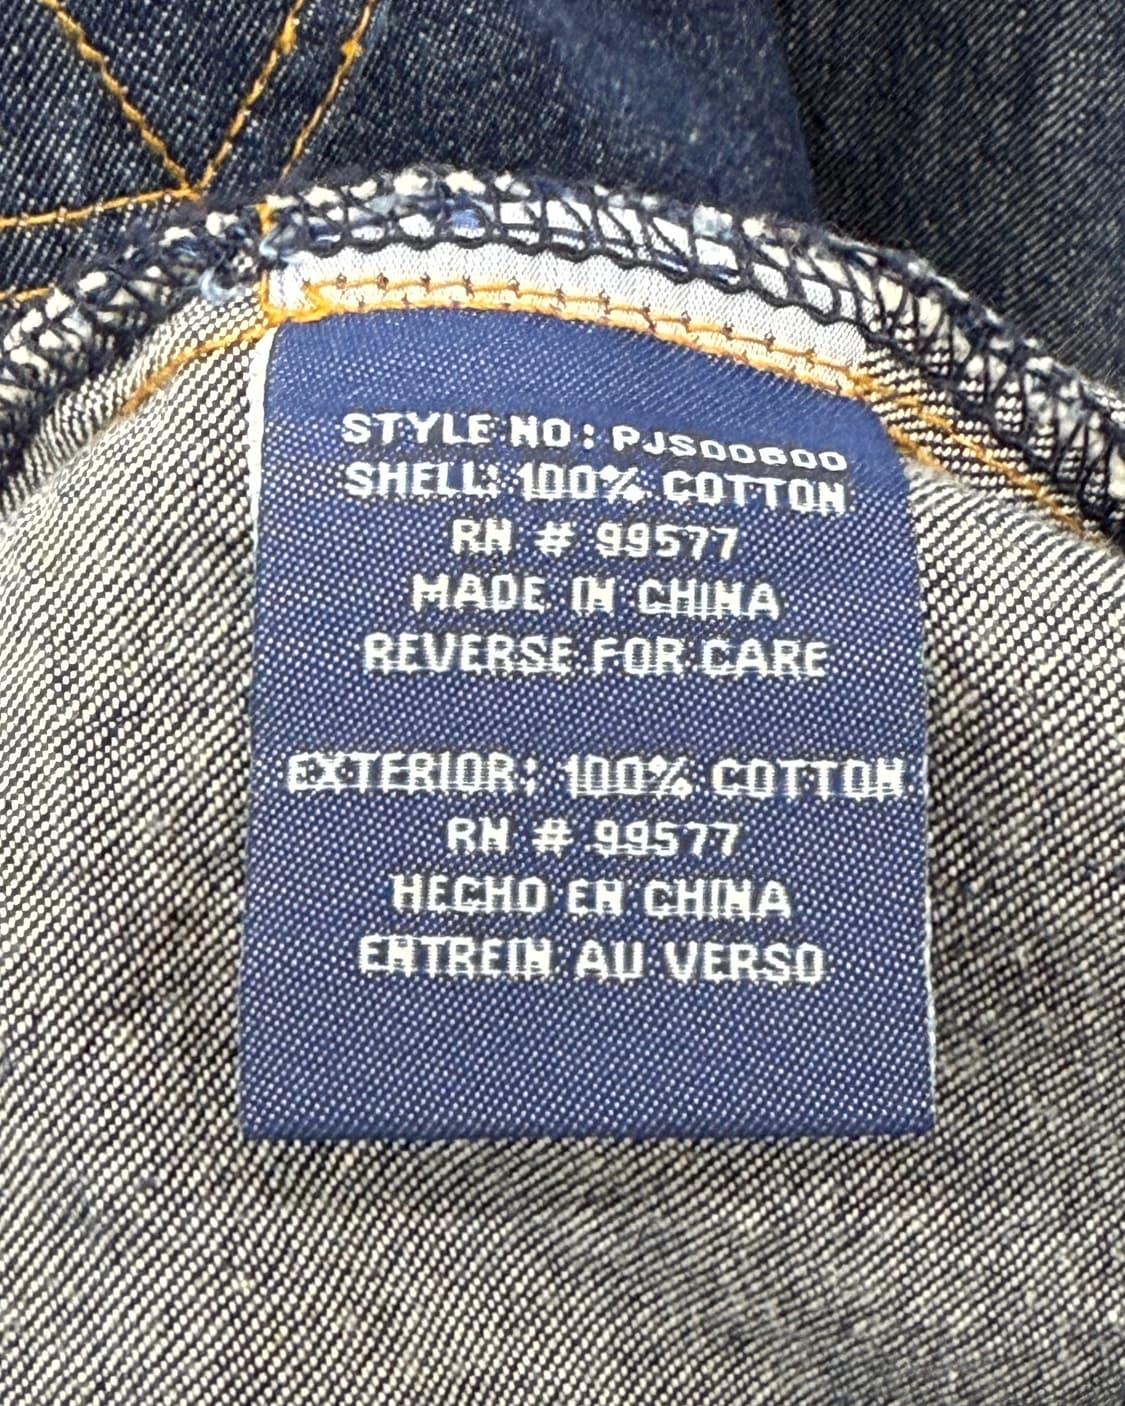 STYLE NO: PJS00600
SHELL: 100% COTTON
RN # 99577
MADE IN CHINA
REVERSE FOR CARE
EXTERIOR: 100% COTTON
RN # 99577
HECHO EN CHINA
ENTREIN AU VERSO